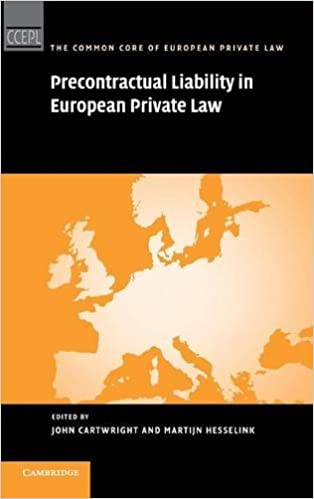 CCEPL
THE COMMON CORE OF EUROPEAN PRIVATE LAW
Precontractual Liability in
European Private Law
EDITED BY
JOHN CARTWRIGHT AND MARTIJN HESSELINK
CAMBRIDGE